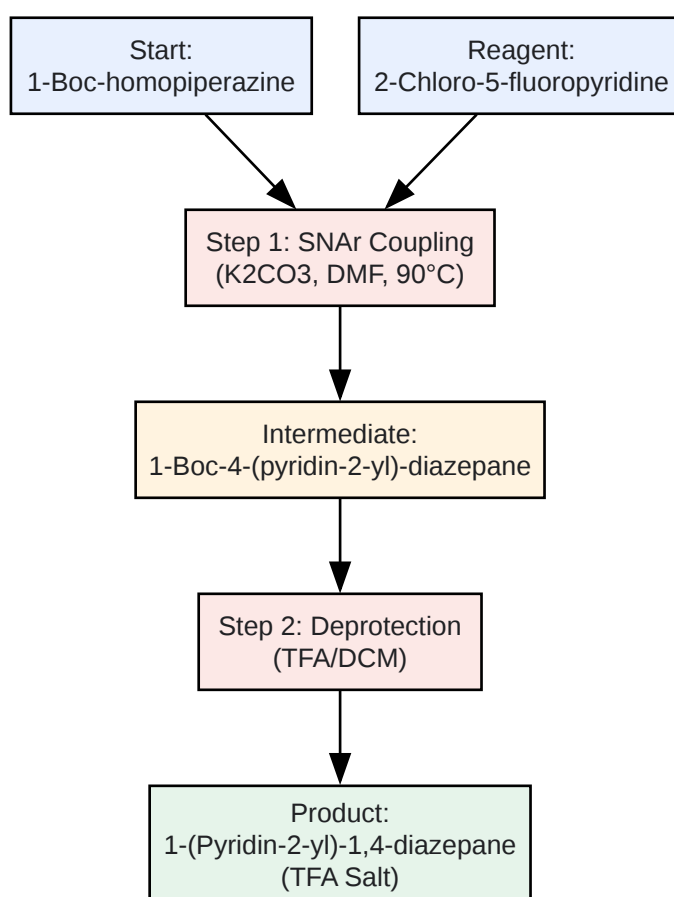 Start:
1-Boc-homopiperazine
Reagent:
2-Chloro-5-fluoropyridine
Step 1: SNAr Coupling
(K2CO3, DMF, 90°C)
Intermediate:
1-Boc-4-(pyridin-2-yl)-diazepane
Step 2: Deprotection
(TFA/DCM)
Product:
1-(Pyridin-2-yl)-1,4-diazepane
(TFA Salt)